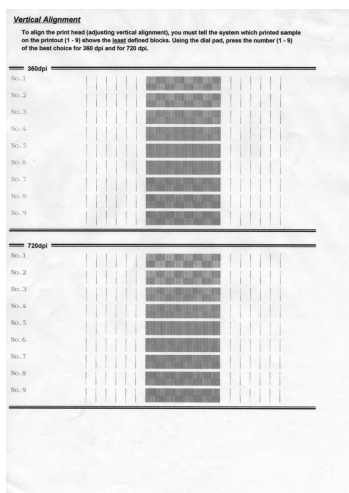 Vertical Alignment
To align the print head (adjusting vertical alignment), you must tell the system which printed sample
on the printout (1 - 9) shows the least defined blocks. Using the dial pad, press the number (1 - 9)
of the best choice for 360 dpi and for 720 dpi.
360dpi
No.1
No.2
No.3
No.4
No.5
No.6
No.7
No.8
No.9
720dpi
No.1
No.2
No.3
No.4
No.5
No.6
No.7
No.8
No.9